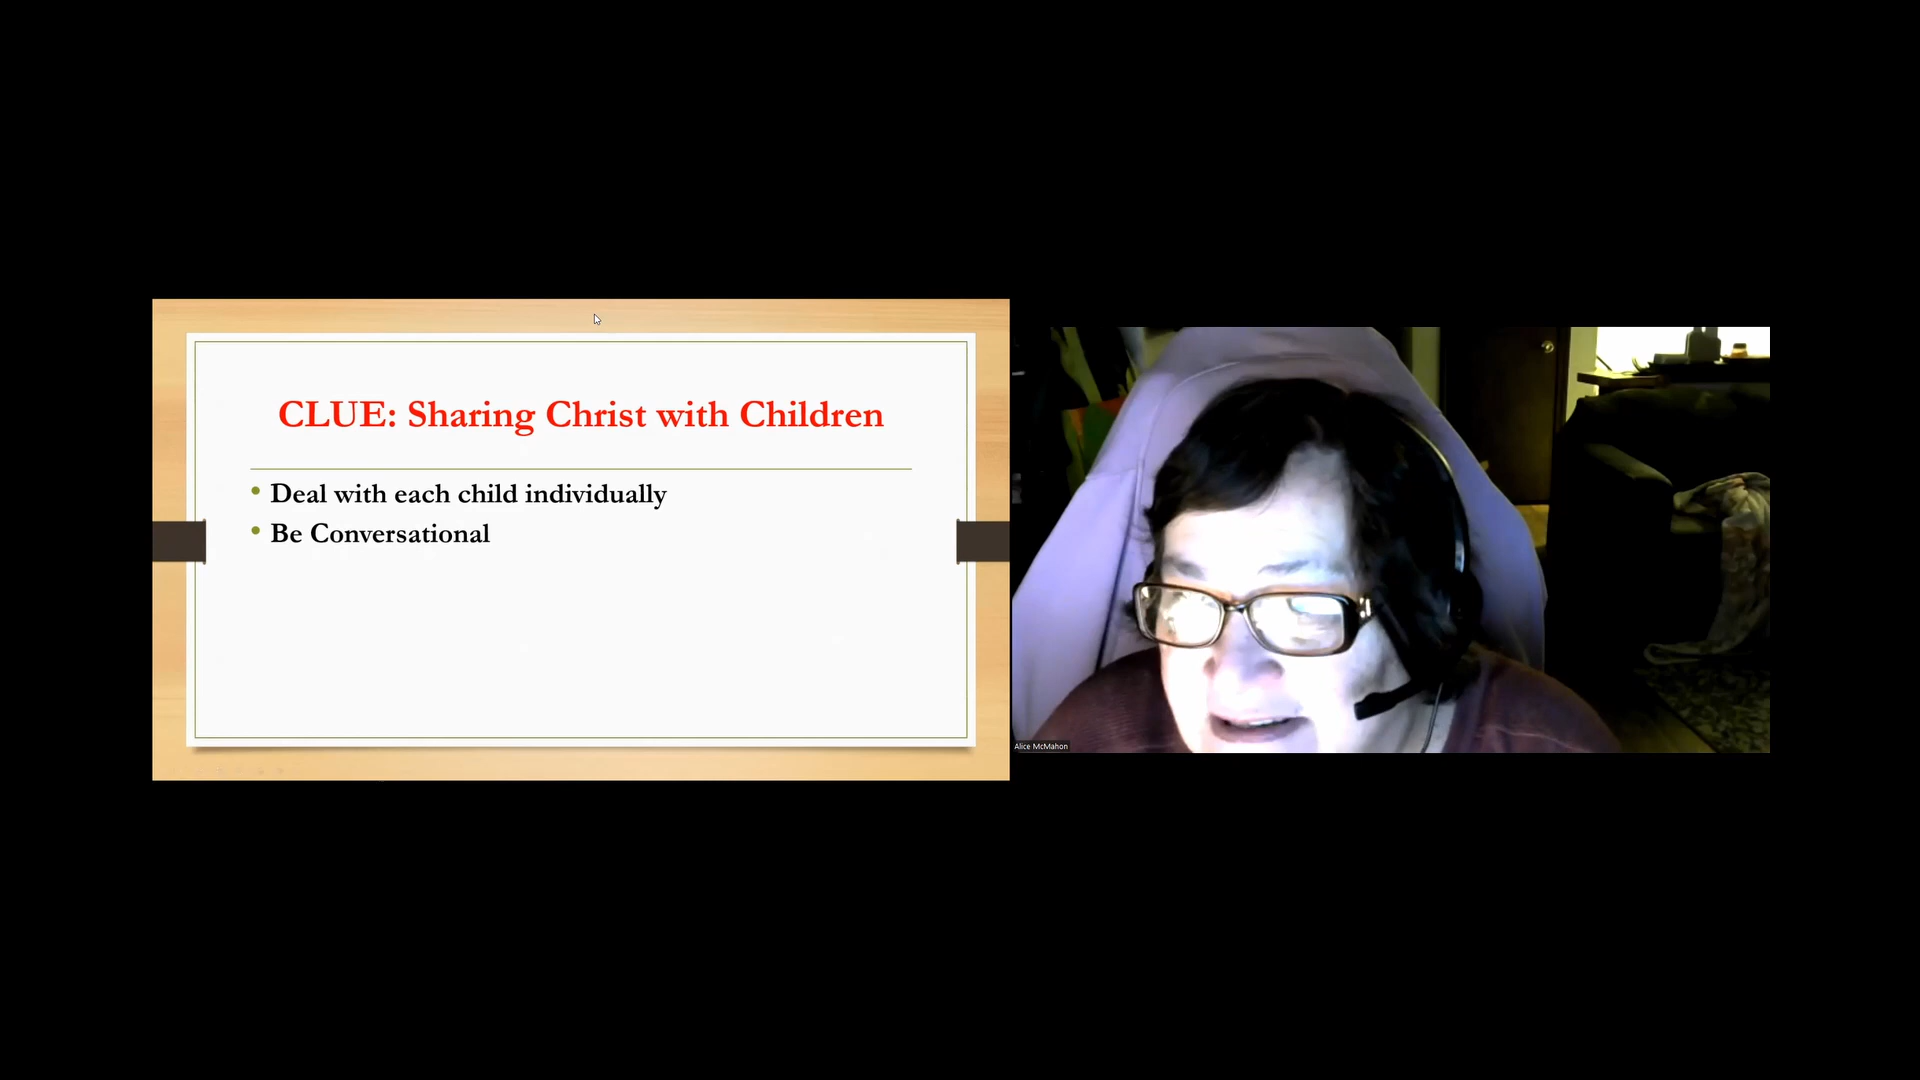 CLUE: Sharing Christ with Children
Deal with each child individually
Be Conversational
Alice McMahon